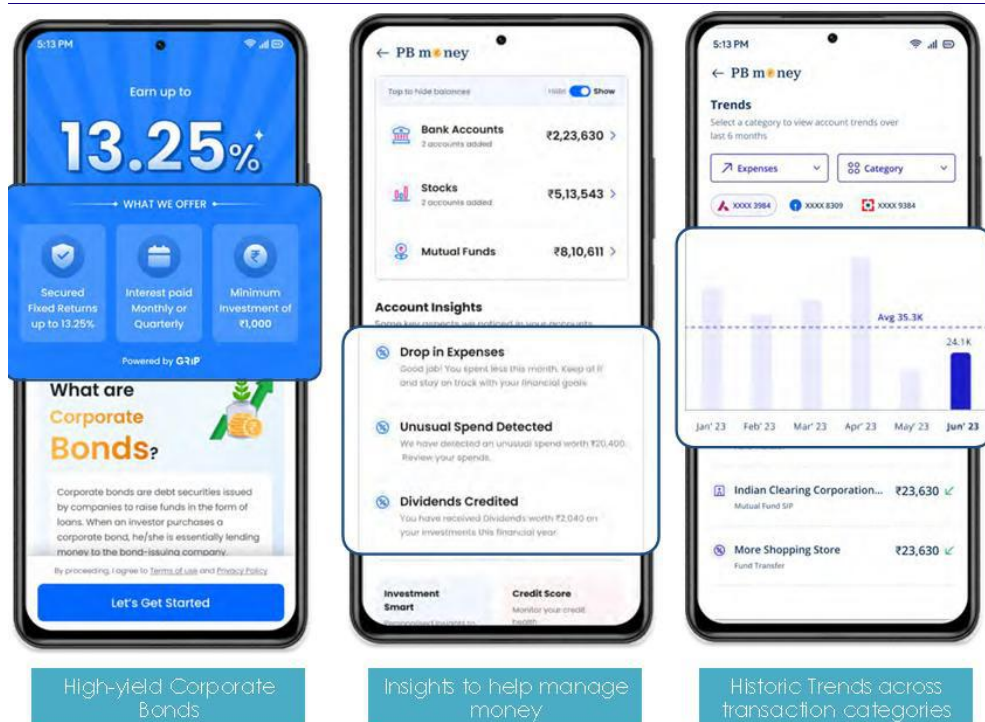 5:13 PM
Earn up to
13.25%
WHAT WE OFFER
Secured
Fixed Returns
up to 13.25%
Interest paid
Monthly or
Quarterly
Minimum
Investment of
₹1,000
Powered by GRiP
What are
Corporate
Bonds?
Corporate bonds are debt securities issued
by companies to raise funds in the form of
loans. When an investor purchases a
corporate bond, he/she is essentially lending
money to the bond-issuing company.
By proceeding, I agree to Terms of use and Privacy Policy
Let's Get Started
High-yield Corporate
Bonds
← PB money
Tap to hide balances
Hide Show
Bank Accounts
2 accounts added
₹2,23,630 >
Stocks
2 accounts added
₹5,13,543 >
Mutual Funds
₹8,10,611 >
Account Insights
Some key aspects we noticed in your accounts
Drop in Expenses
Good job! You spent less this month. Keep at it
and stay on track with your financial goals
Unusual Spend Detected
We have detected an unusual spend worth ₹20,400.
Review your spends.
Dividends Credited
You have received Dividends worth ₹2,040 on
your investments this financial year
Investment
Smart
Personalised insights to
Credit Score
Monitor your credit
health
Insights to help manage
money
5:13 PM
← PB money
Trends
Select a category to view account trends over
last 6 months
Expenses
Category
XXXX 3984
XXXX 8309
XXXX 9384
Avg 35.3K
24.1K
Jan' 23 Feb' 23 Mar' 23 Apr' 23 May' 23 Jun' 23
Indian Clearing Corporation...
₹23,630
Mutual Fund SIP
More Shopping Store
₹23,630
Fund Transfer
Historic Trends across
transaction categories